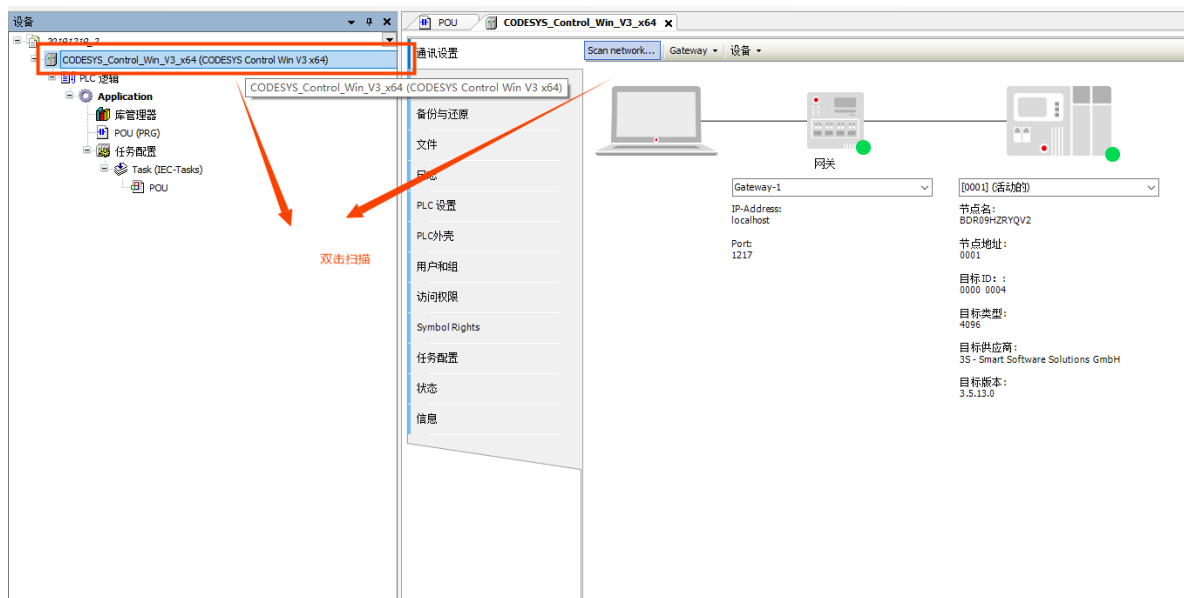 设备
20191219_2
CODESYS_Control_Win_V3_x64 (CODESYS Control Win V3 x64)
PLC 逻辑
Application
库管理器
POU (PRG)
任务配置
Task (IEC-Tasks)
POU
CODESYS_Control_Win_V3_x64 (CODESYS Control Win V3 x64)
双击扫描
POU
CODESYS_Control_Win_V3_x64
通讯设置
备份与还原
文件
日志
PLC 设置
PLC外壳
用户和组
访问权限
Symbol Rights
任务配置
状态
信息
Scan network...
Gateway
设备
网关
Gateway-1
IP-Address:
localhost
Port:
1217
[0001] (活动的)
节点名:
BDR09HZRYQV2
节点地址:
0001
目标ID: :
0000 0004
目标类型:
4096
目标供应商:
3S - Smart Software Solutions GmbH
目标版本:
3.5.13.0